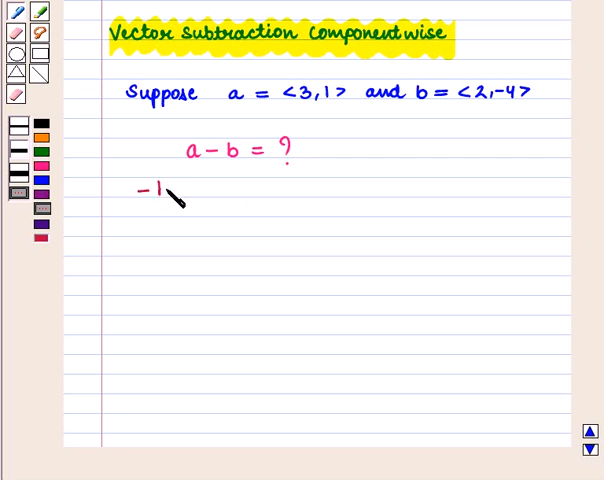 Vector subtraction componentwise
Suppose a = <3,1> and b = <2,-4>
a - b = ?
-1